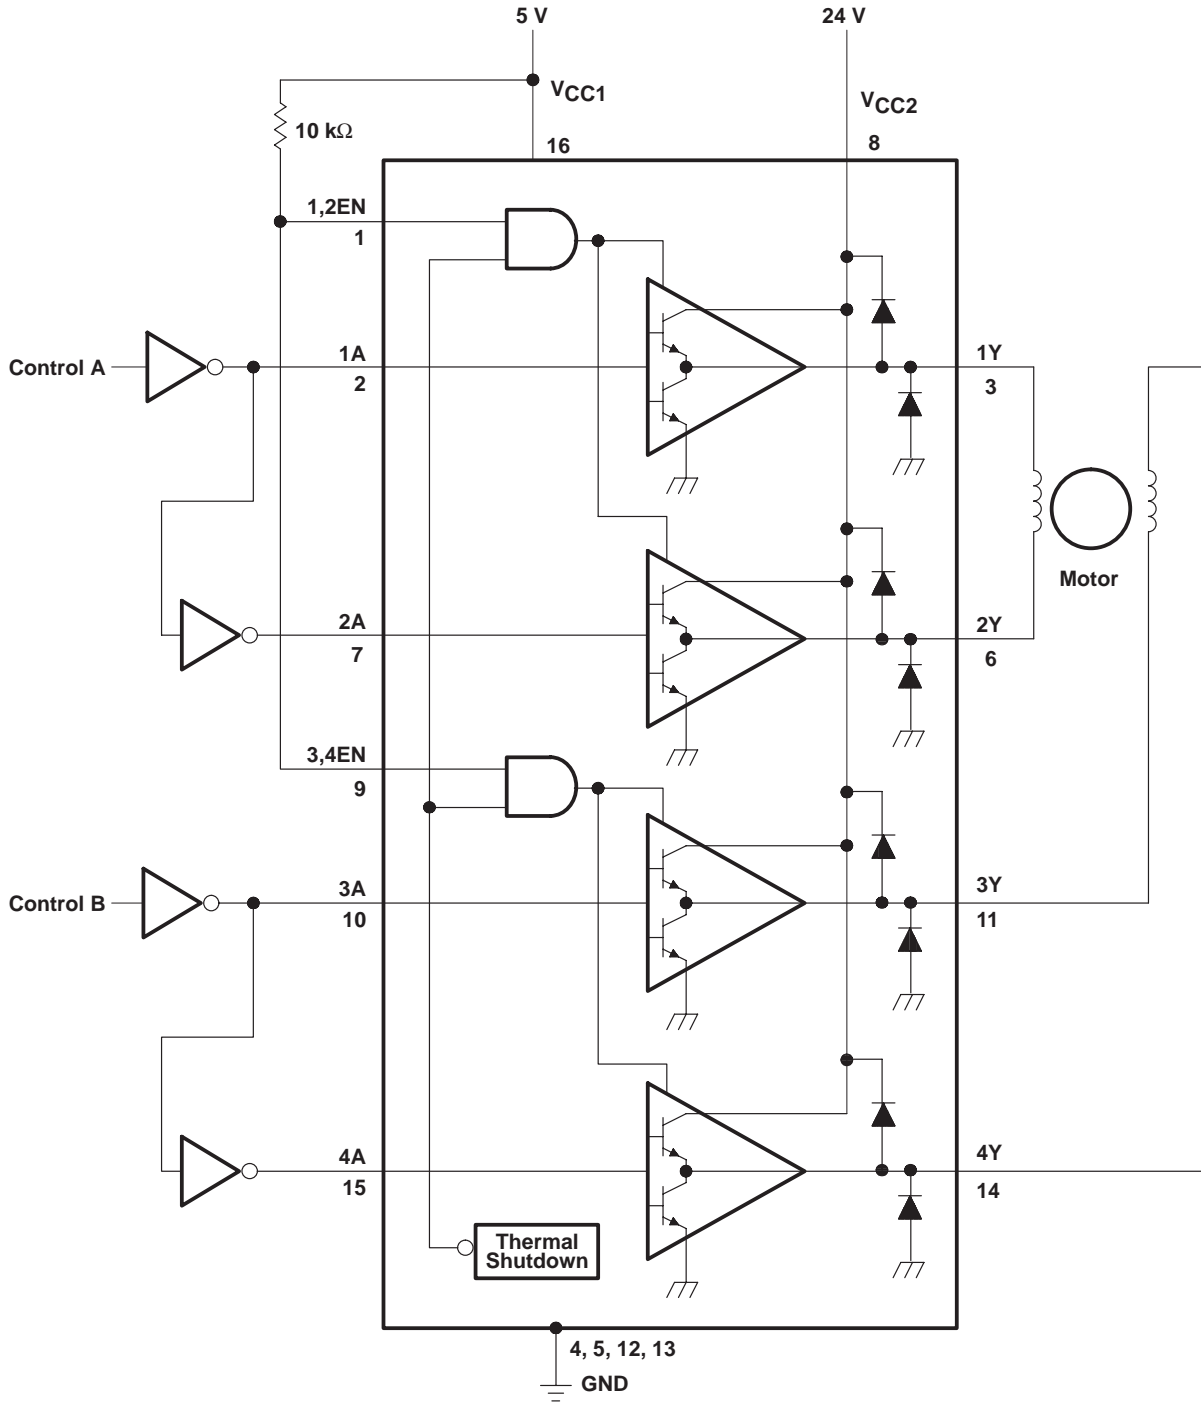 5 V
24 V
VCC1
VCC2
10 kΩ
16
8
1,2EN
1
Control A
1A
2
1Y
3
Motor
2A
7
2Y
6
3,4EN
9
Control B
3A
10
3Y
11
4A
15
4Y
14
Thermal
Shutdown
4, 5, 12, 13
GND